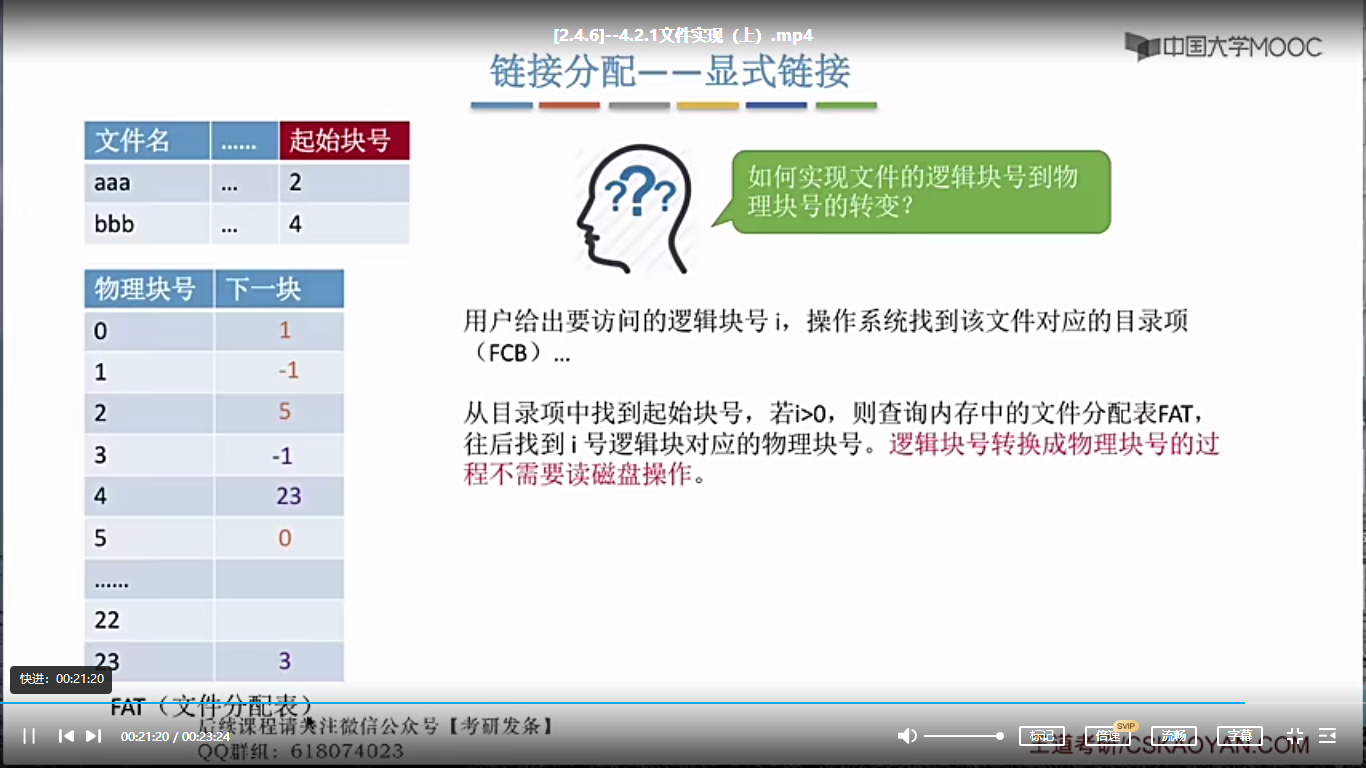 [2.4.6]--4.2.1文件实现（上）.mp4
中国大学MOOC
链接分配——显式链接
文件名 …… 起始块号
aaa … 2
bbb … 4
如何实现文件的逻辑块号到物
理块号的转变？
物理块号 下一块
0 1
1 -1
2 5
3 -1
4 23
5 0
……
22
23 3
FAT（文件分配表）
用户给出要访问的逻辑块号 i，操作系统找到该文件对应的目录项
（FCB）…
从目录项中找到起始块号，若i>0，则查询内存中的文件分配表FAT，
往后找到 i 号逻辑块对应的物理块号。逻辑块号转换成物理块号的过
程不需要读磁盘操作。
快进：00:21:20
后续课程请关注微信公众号【考研发条】
QQ群组：618074023
00:21:20 / 00:23:24
标记 倍速 SVIP 流畅 字幕
王道考研/CSKAOYAN.COM